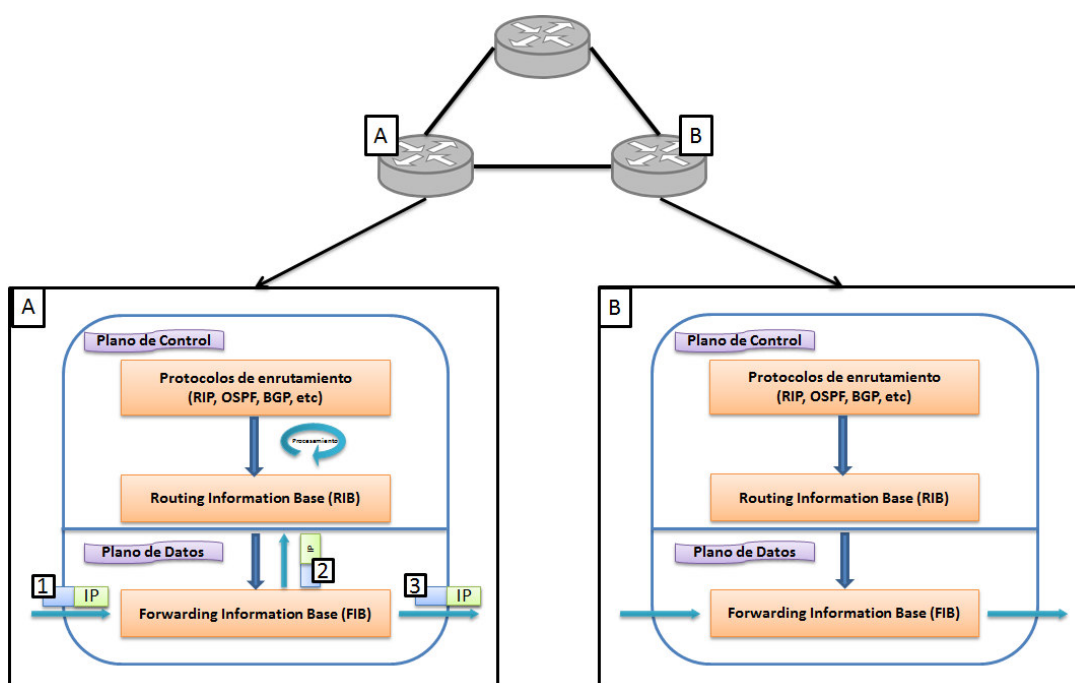 A
B
A
Plano de Control
Protocolos de enrutamiento
(RIP, OSPF, BGP, etc)
Procesamiento
Routing Information Base (RIB)
Plano de Datos
1
IP
IP
2
3
IP
Forwarding Information Base (FIB)
B
Plano de Control
Protocolos de enrutamiento
(RIP, OSPF, BGP, etc)
Routing Information Base (RIB)
Plano de Datos
Forwarding Information Base (FIB)